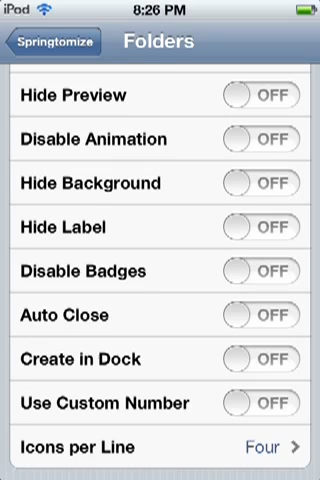 iPod 8:26 PM
Springtomize Folders
Hide Preview OFF
Disable Animation OFF
Hide Background OFF
Hide Label OFF
Disable Badges OFF
Auto Close OFF
Create in Dock OFF
Use Custom Number OFF
Icons per Line Four